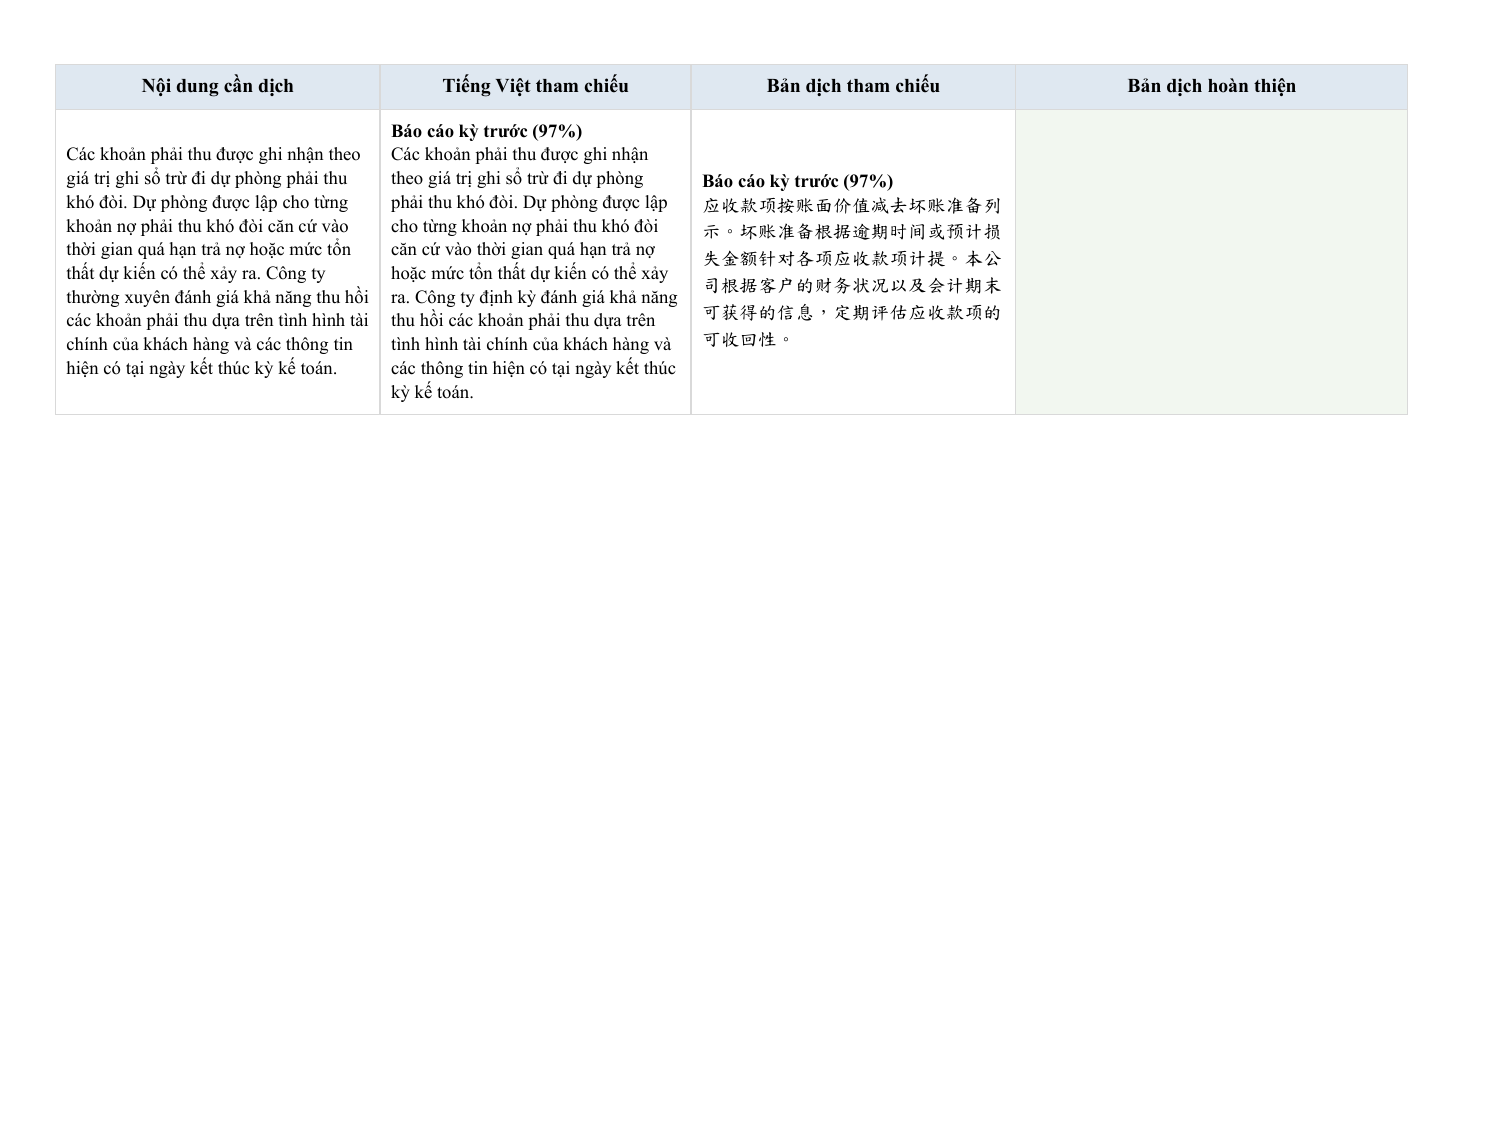 Nội dung cần dịch
Tiếng Việt tham chiếu
Bản dịch tham chiếu
Bản dịch hoàn thiện
Các khoản phải thu được ghi nhận theo
giá trị ghi sổ trừ đi dự phòng phải thu
khó đòi. Dự phòng được lập cho từng
khoản nợ phải thu khó đòi căn cứ vào
thời gian quá hạn trả nợ hoặc mức tổn
thất dự kiến có thể xảy ra. Công ty
thường xuyên đánh giá khả năng thu hồi
các khoản phải thu dựa trên tình hình tài
chính của khách hàng và các thông tin
hiện có tại ngày kết thúc kỳ kế toán.
Báo cáo kỳ trước (97%)
Các khoản phải thu được ghi nhận
theo giá trị ghi sổ trừ đi dự phòng
phải thu khó đòi. Dự phòng được lập
cho từng khoản nợ phải thu khó đòi
căn cứ vào thời gian quá hạn trả nợ
hoặc mức tổn thất dự kiến có thể xảy
ra. Công ty định kỳ đánh giá khả năng
thu hồi các khoản phải thu dựa trên
tình hình tài chính của khách hàng và
các thông tin hiện có tại ngày kết thúc
kỳ kế toán.
Báo cáo kỳ trước (97%)
应收款项按账面价值减去坏账准备列
示。坏账准备根据逾期时间或预计损
失金额针对各项应收款项计提。本公
司根据客户的财务状况以及会计期末
可获得的信息，定期评估应收款项的
可收回性。